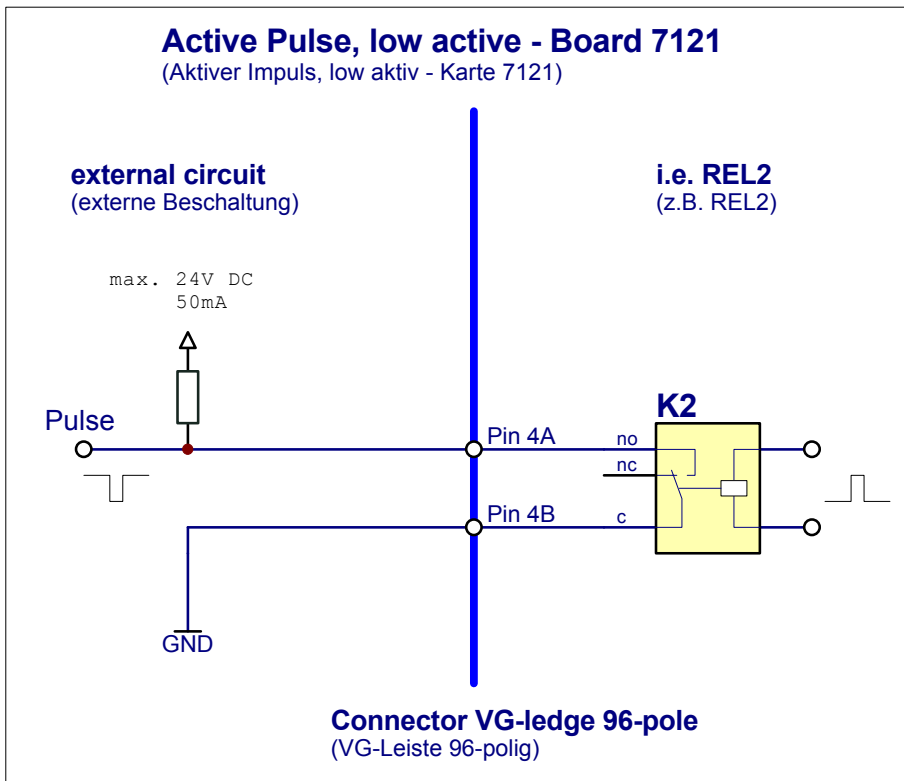 Active Pulse, low active - Board 7121
(Aktiver Impuls, low aktiv - Karte 7121)
external circuit
(externe Beschaltung)
i.e. REL2
(z.B. REL2)
max. 24V DC
50mA
K2
Pulse
Pin 4A
no
nc
Pin 4B
c
GND
Connector VG-ledge 96-pole
(VG-Leiste 96-polig)